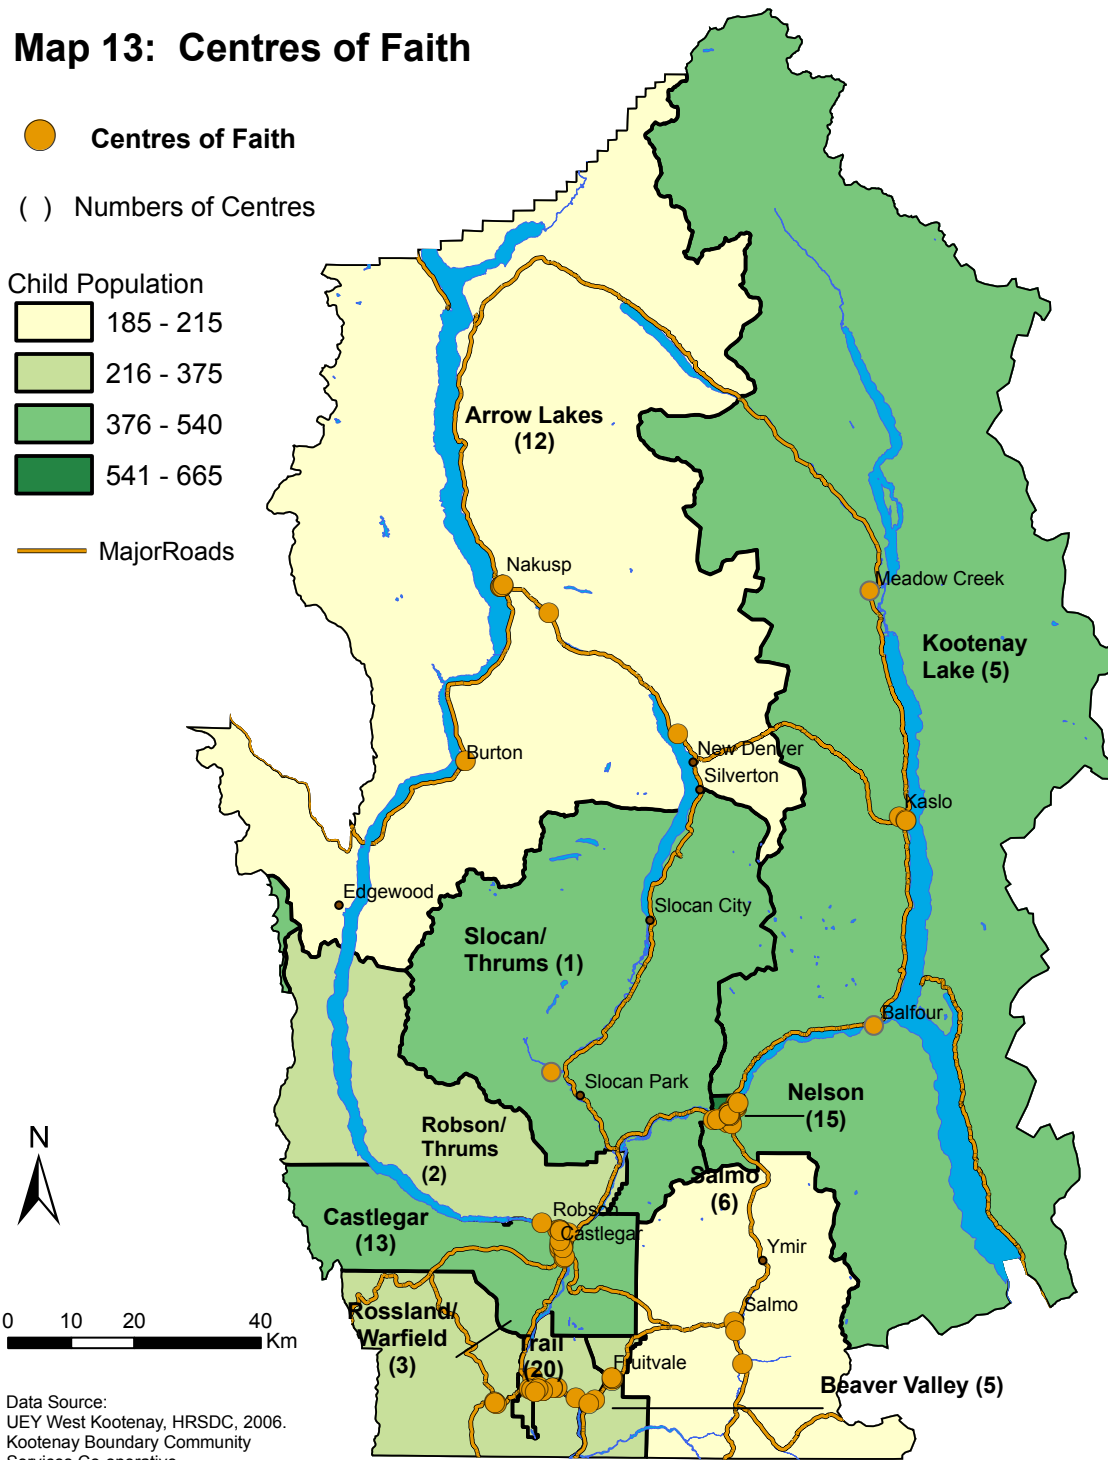 Map 13: Centres of Faith
Centres of Faith
( ) Numbers of Centres
Child Population
185 - 215
216 - 375
376 - 540
541 - 665
MajorRoads
Arrow Lakes
(12)
Nakusp
Meadow Creek
Kootenay
Lake (5)
Burton
New Denver
Silverton
Kaslo
Edgewood
Slocan City
Slocan/
Thrums (1)
Balfour
Slocan Park
Nelson
(15)
Robson/
Thrums
(2)
Salmo
(6)
Castlegar
(13)
Robson
Castlegar
Ymir
Rossland/
Warfield
(3)
Salmo
Trail
(20)
Fruitvale
Beaver Valley (5)
N
0 10 20 40
Km
Data Source:
UEY West Kootenay, HRSDC, 2006.
Kootenay Boundary Community
Services Co-operative